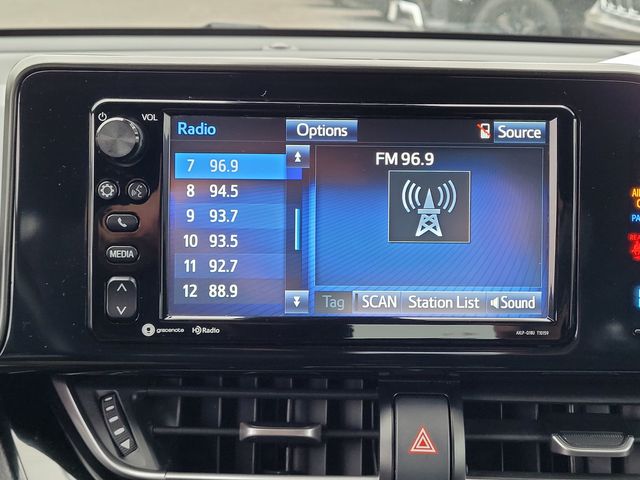 VOL
Radio Options Source
7 96.9
FM 96.9
8 94.5
9 93.7
10 93.5
11 92.7
12 88.9
MEDIA
Tag SCAN Station List Sound
gracenote HD Radio